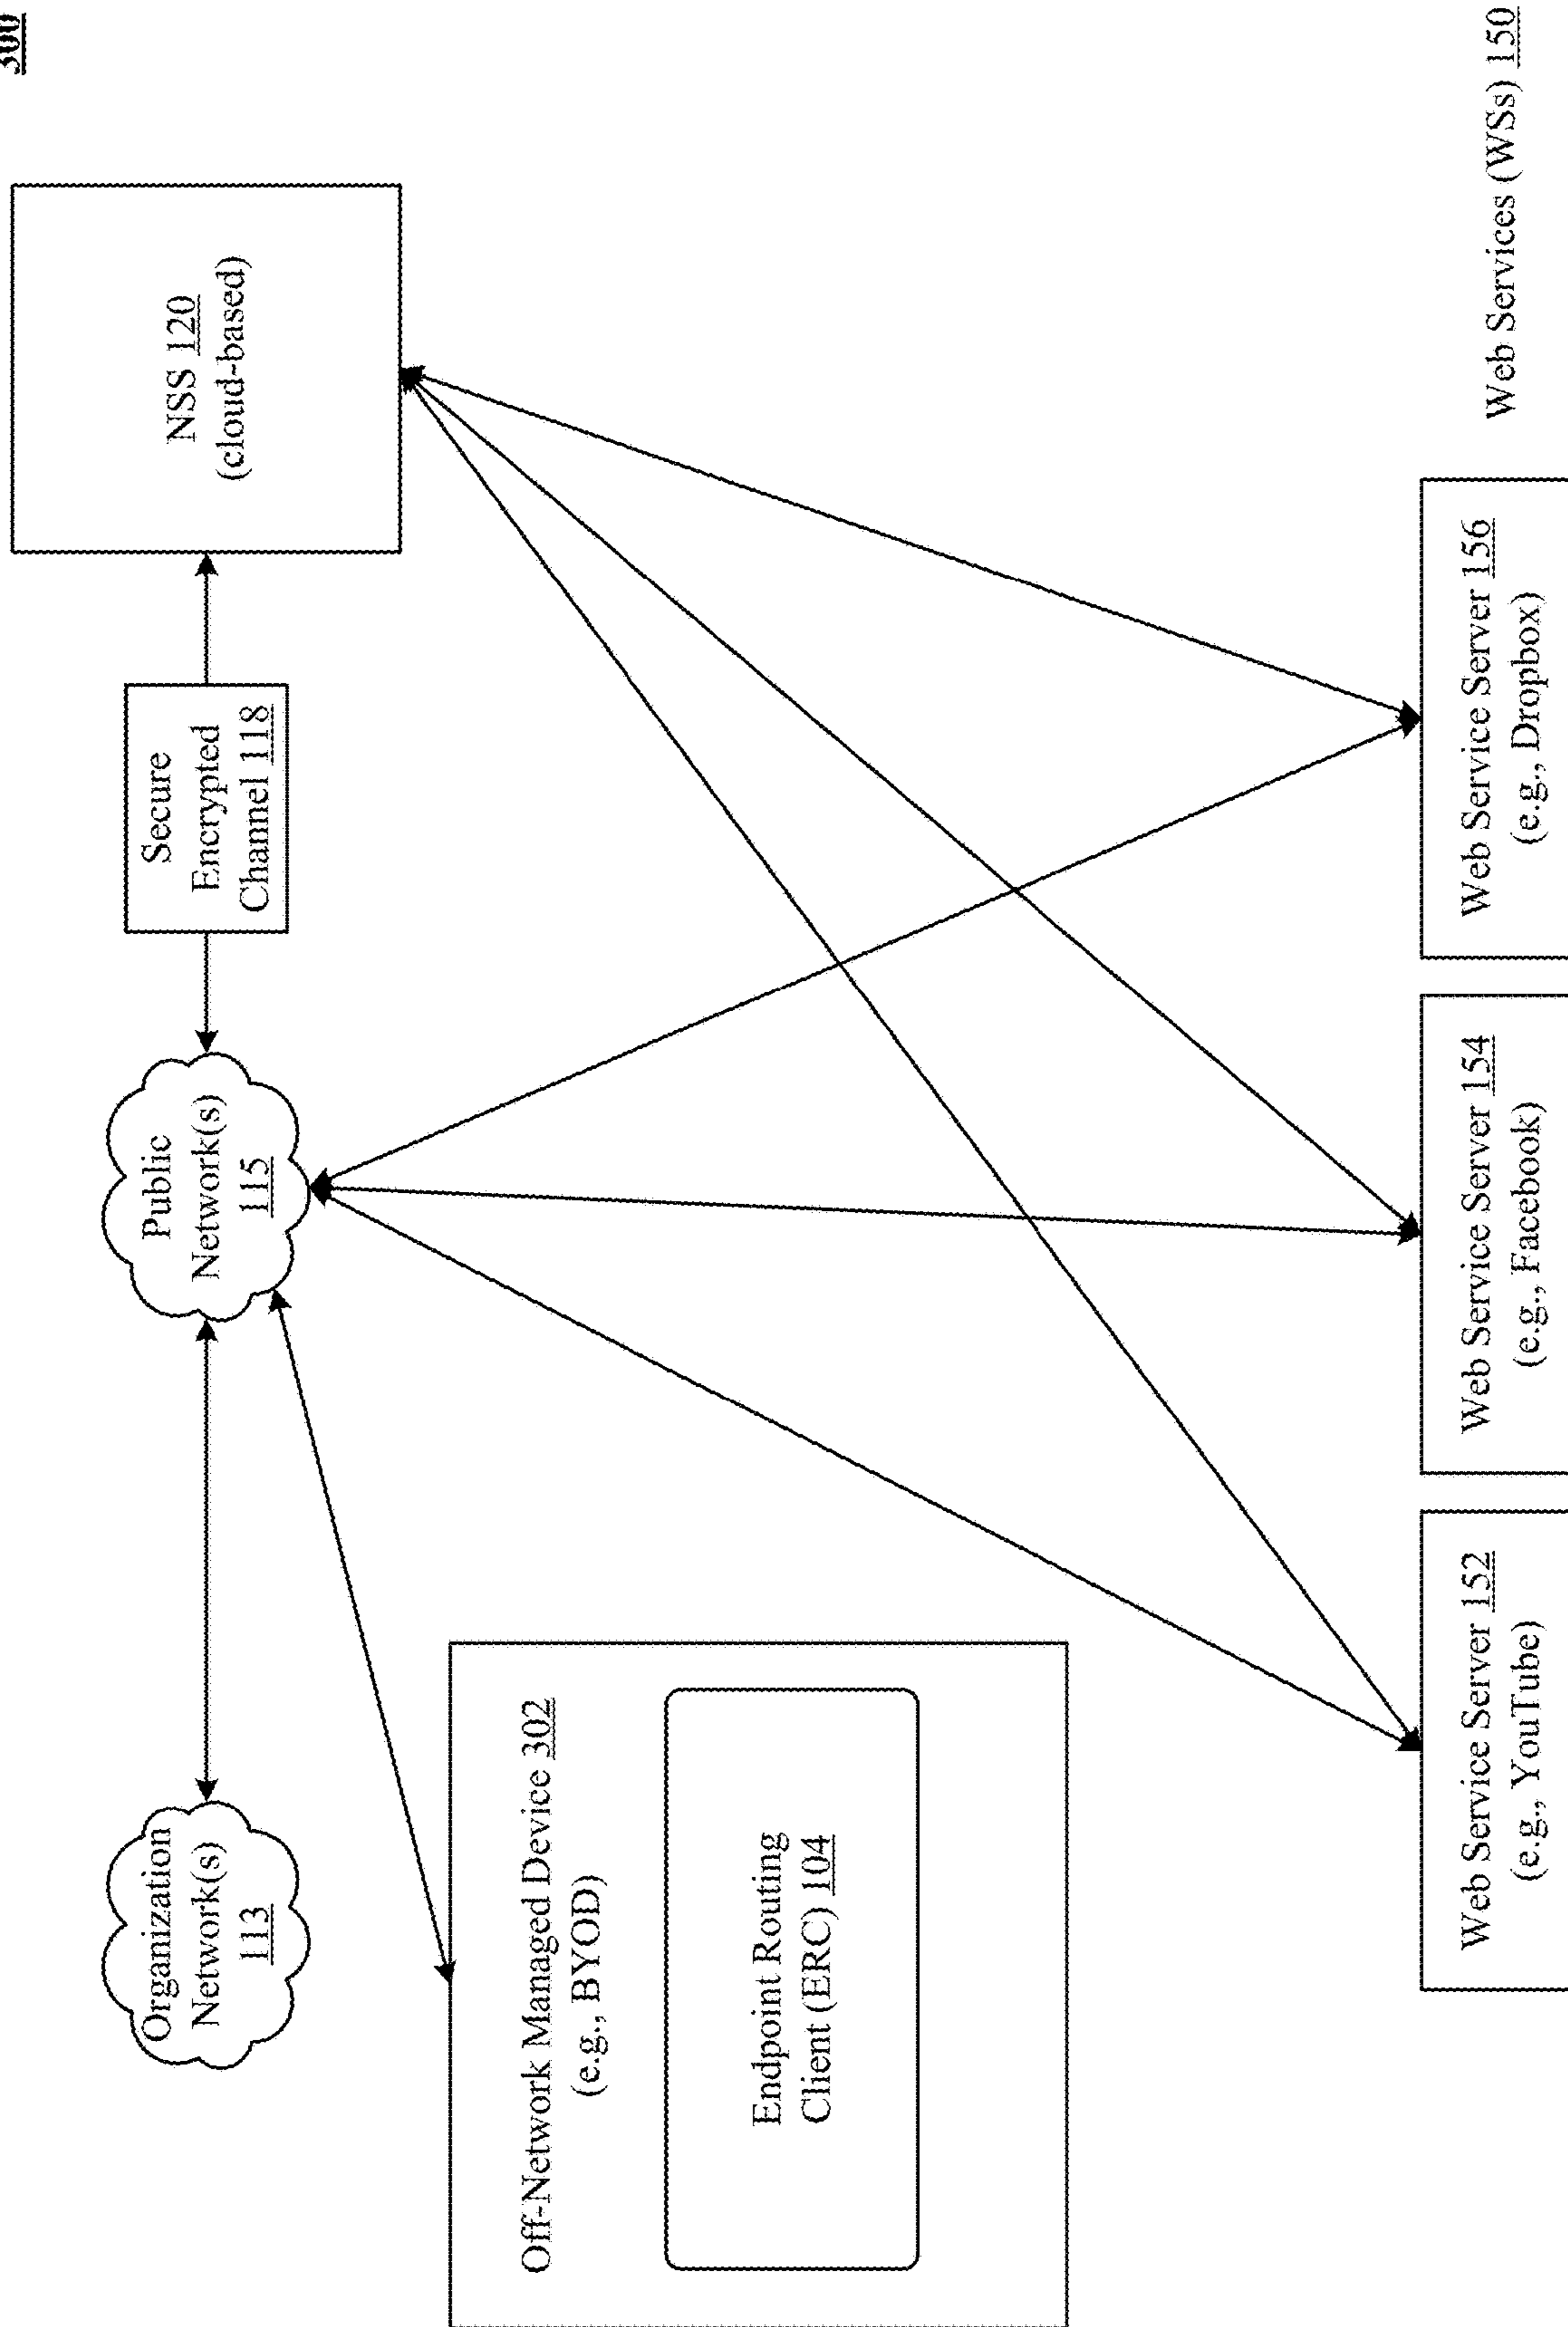 300
Organization
Network(s)
113
Public
Network(s)
115
Secure
Encrypted
Channel 118
NSS 120
(cloud-based)
Off-Network Managed Device 302
(e.g., BYOD)
Endpoint Routing
Client (ERC) 104
Web Service Server 152
(e.g., YouTube)
Web Service Server 154
(e.g., Facebook)
Web Service Server 156
(e.g., Dropbox)
Web Services (WSs) 150